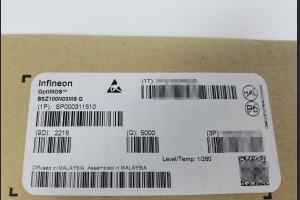 Infineon
OptiMOS™
BSZ100N03MS G
(1P): SP000311510
(1T):
(9D): 2216
(Q): 5000
(3P)
Level/Temp: 1/260
Diffused in MALAYSIA, Assembled in MALAYSIA